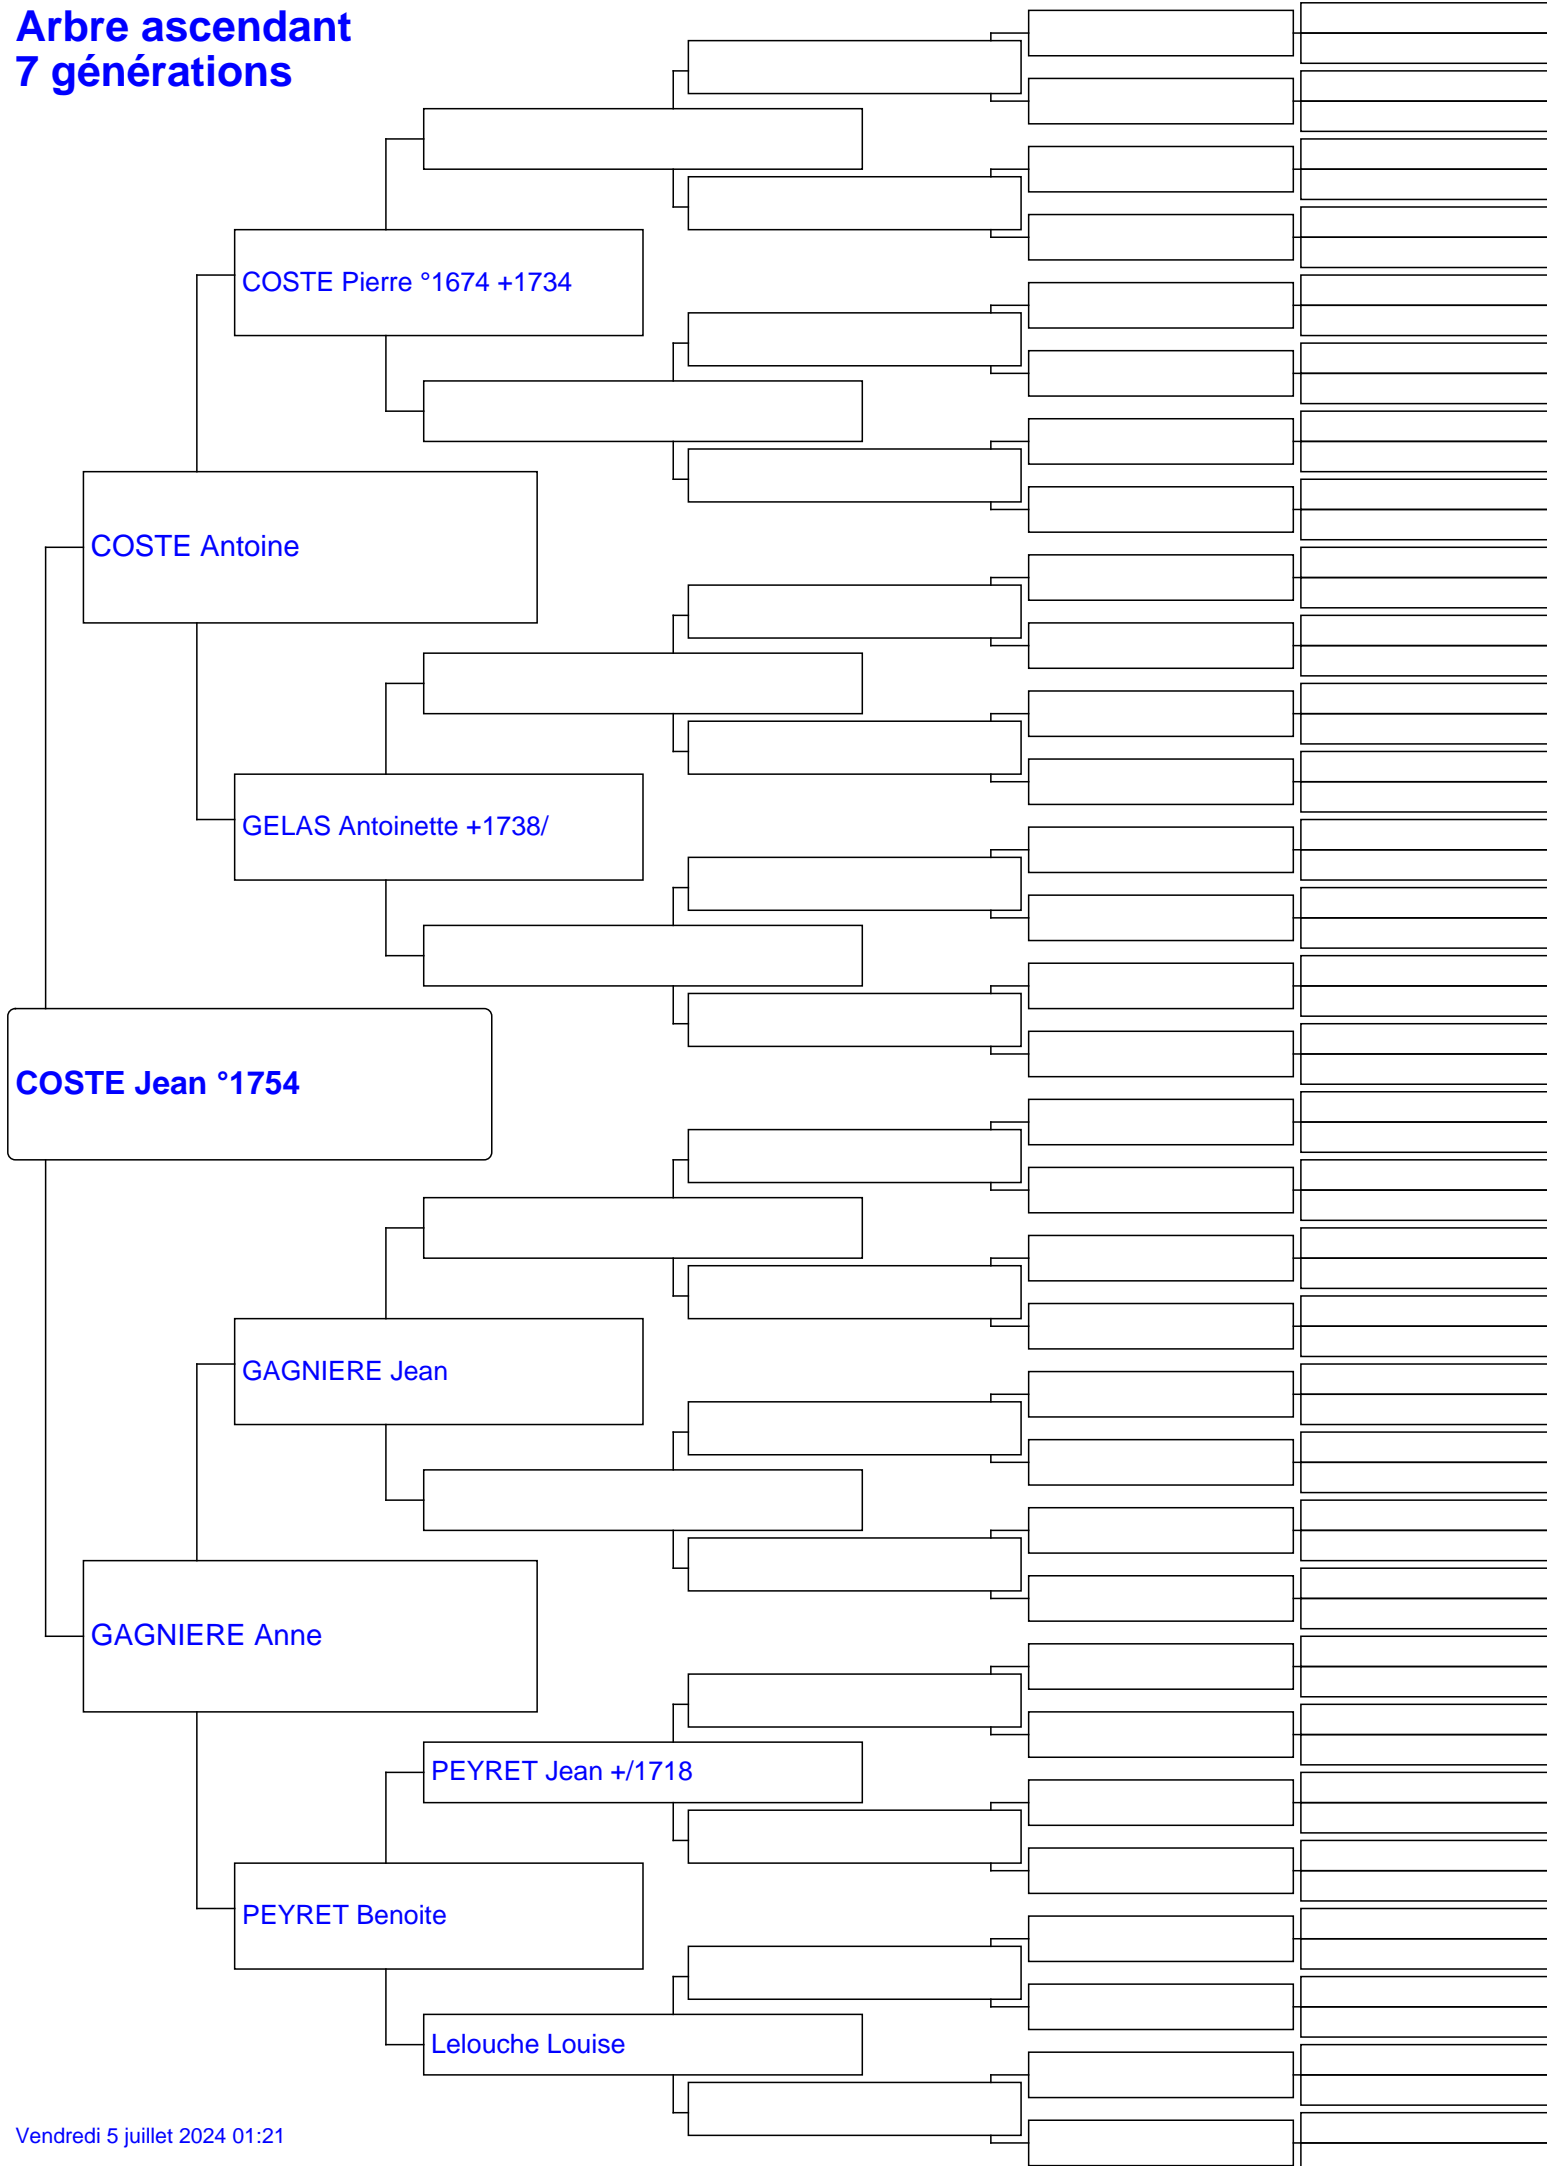 Arbre ascendant
7 générations
COSTE Pierre °1674 +1734
COSTE Antoine
GELAS Antoinette +1738/
COSTE Jean °1754
GAGNIERE Jean
GAGNIERE Anne
PEYRET Jean +/1718
PEYRET Benoite
Lelouche Louise
Vendredi 5 juillet 2024 01:21